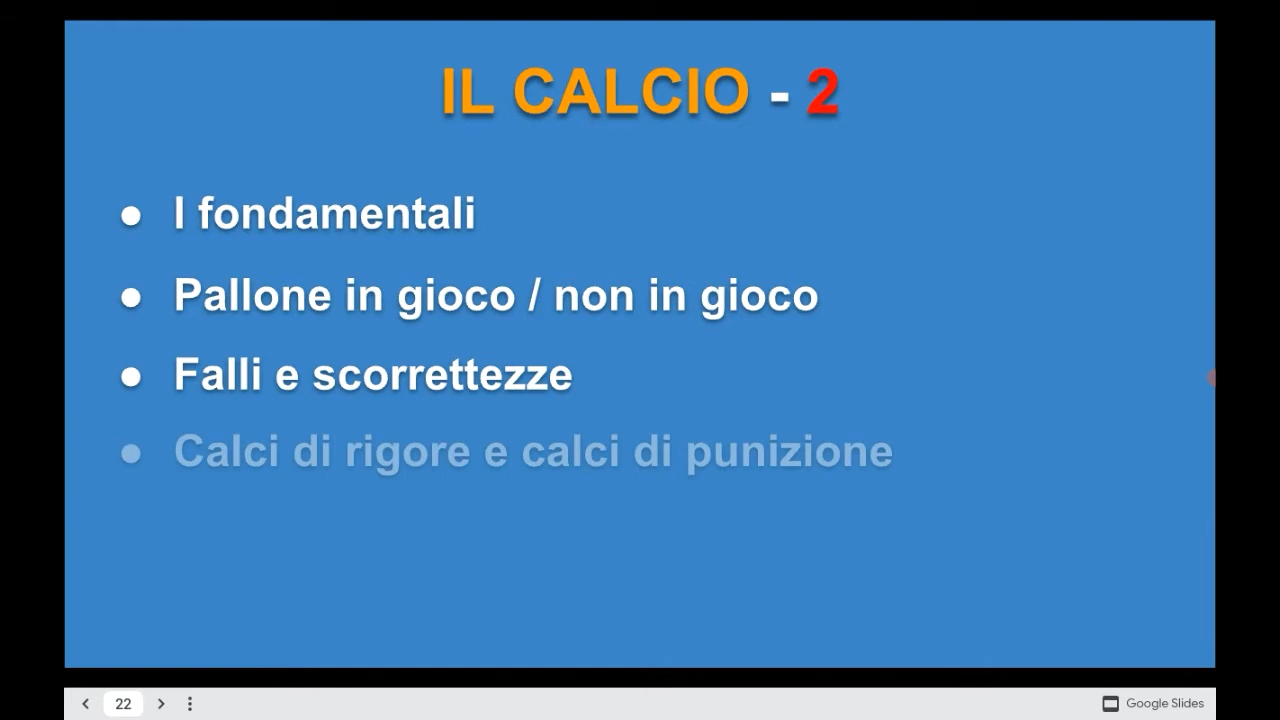 IL CALCIO - 2
● I fondamentali
● Pallone in gioco / non in gioco
● Falli e scorrettezze
● Calci di rigore e calci di punizione
22
Google Slides